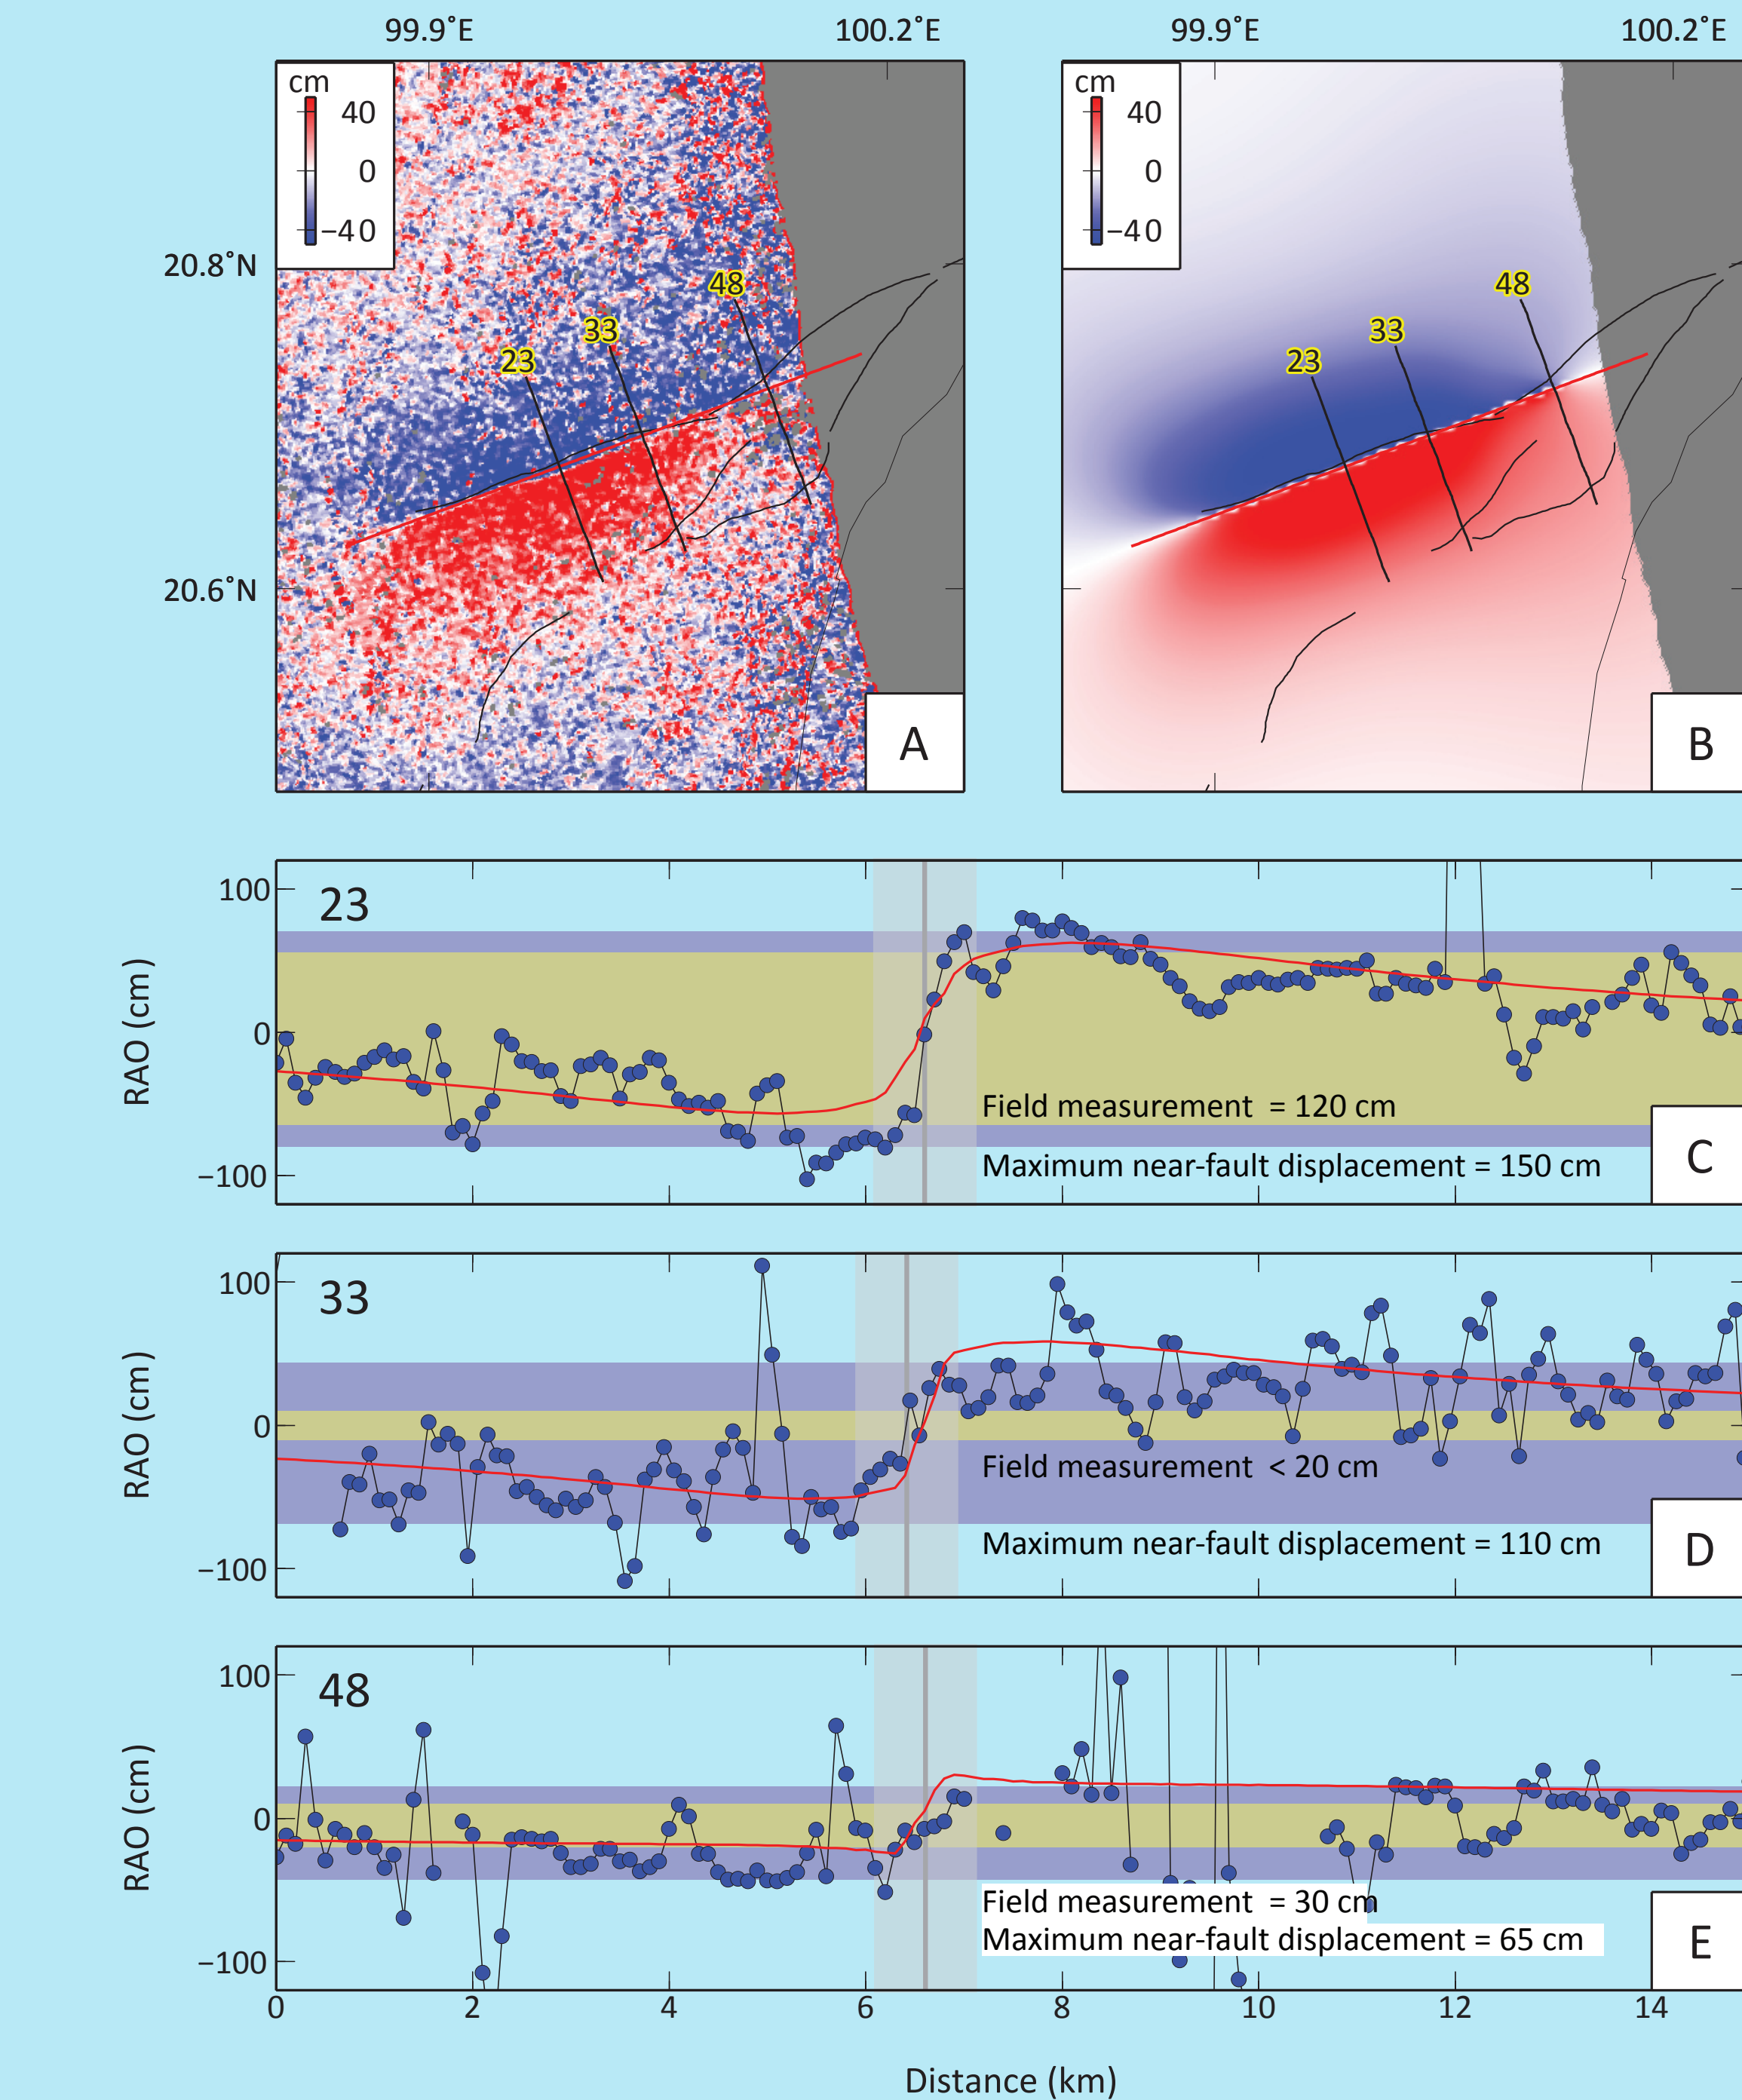 99.9˚E
100.2˚E
99.9˚E
100.2˚E
cm
40
0
−40
cm
40
0
−40
20.8˚N
20.6˚N
48
33
23
48
33
23
A
B
100
0
−100
RAO (cm)
23
Field measurement = 120 cm
Maximum near-fault displacement = 150 cm
C
100
0
−100
RAO (cm)
33
Field measurement < 20 cm
Maximum near-fault displacement = 110 cm
D
100
0
−100
RAO (cm)
48
Field measurement = 30 cm
Maximum near-fault displacement = 65 cm
E
0 2 4 6 8 10 12 14
Distance (km)